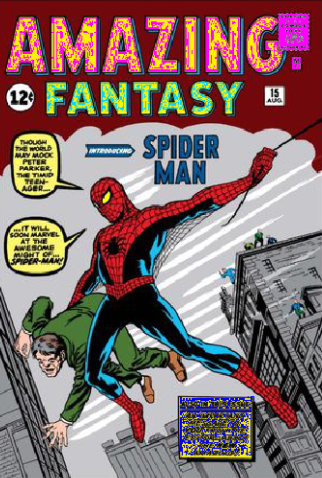 AMAZING
FANTASY
12¢
15
AUG.
INTRODUCING
SPIDER
MAN
THOUGH
THE WORLD
MAY MOCK
PETER
PARKER,
THE TIMID
TEEN-
AGER...
...IT WILL
SOON MARVEL
AT THE
AWESOME
MIGHT OF...
SPIDER-MAN!